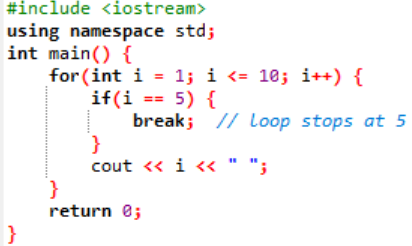 #include <iostream>
using namespace std;
int main() {
    for(int i = 1; i <= 10; i++) {
        if(i == 5) {
            break;  // loop stops at 5
        }
        cout << i << " ";
    }
    return 0;
}